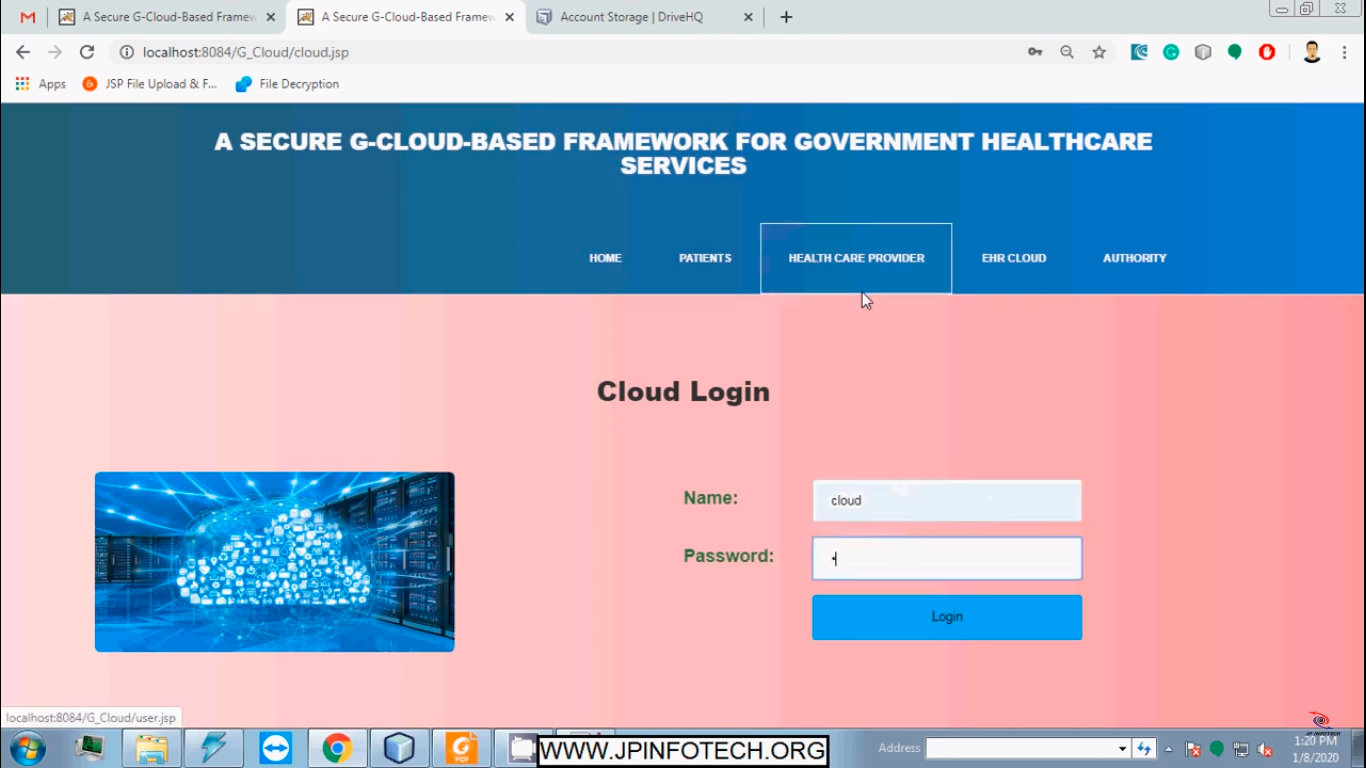 A Secure G-Cloud-Based Framew
A Secure G-Cloud-Based Framew
Account Storage | DriveHQ
localhost:8084/G_Cloud/cloud.jsp
Apps
JSP File Upload & F...
File Decryption
A SECURE G-CLOUD-BASED FRAMEWORK FOR GOVERNMENT HEALTHCARE
SERVICES
HOME
PATIENTS
HEALTH CARE PROVIDER
EHR CLOUD
AUTHORITY
Cloud Login
Name:
cloud
Password:
Login
localhost:8084/G_Cloud/user.jsp
PDF
WWW.JPINFOTECH.ORG
Address
JP INFOTECH
1:20 PM
1/8/2020